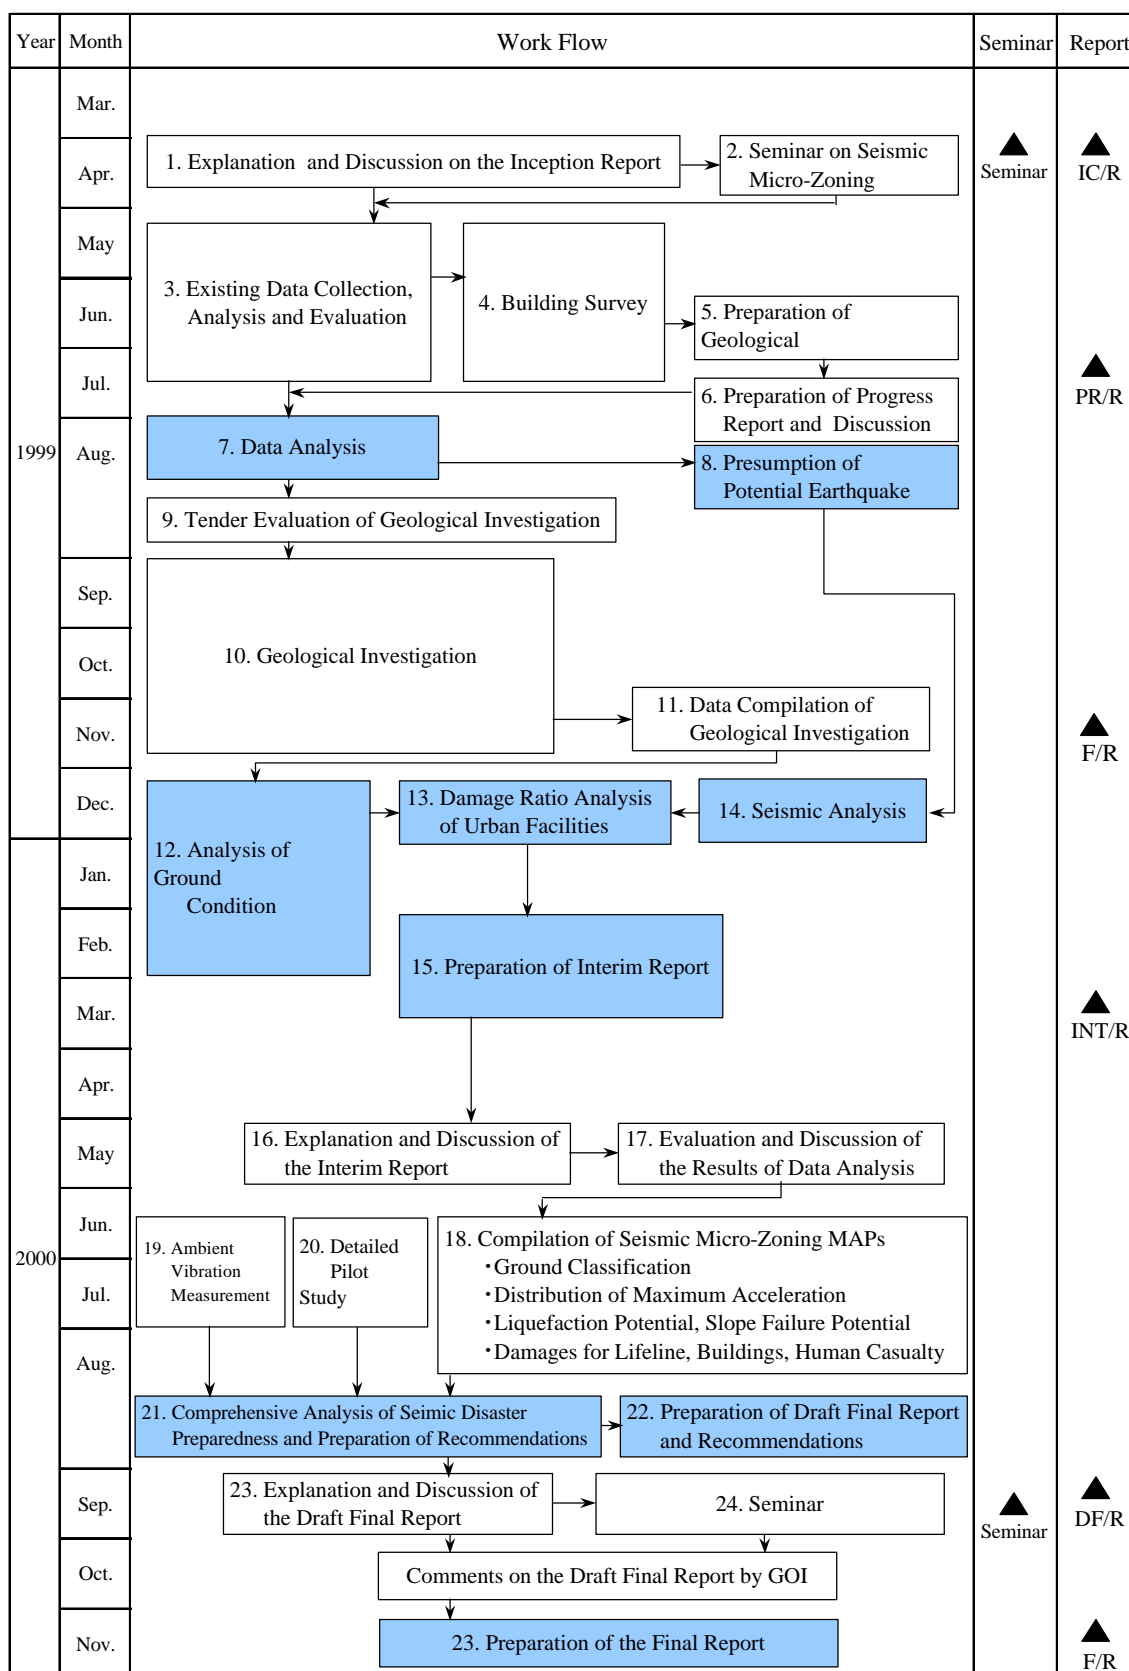 Year Month Work Flow Seminar Report
Mar.
1. Explanation and Discussion on the Inception Report
2. Seminar on Seismic
Micro-Zoning
Apr.
Seminar
IC/R
May
3. Existing Data Collection,
Analysis and Evaluation
4. Building Survey
Jun.
5. Preparation of
Geological
Jul.
6. Preparation of Progress
Report and Discussion
PR/R
1999
Aug.
7. Data Analysis
8. Presumption of
Potential Earthquake
9. Tender Evaluation of Geological Investigation
Sep.
10. Geological Investigation
Oct.
11. Data Compilation of
Geological Investigation
Nov.
F/R
Dec.
13. Damage Ratio Analysis
of Urban Facilities
14. Seismic Analysis
12. Analysis of
Ground
Condition
Jan.
Feb.
15. Preparation of Interim Report
Mar.
INT/R
Apr.
May
16. Explanation and Discussion of
the Interim Report
17. Evaluation and Discussion of
the Results of Data Analysis
Jun.
2000
19. Ambient
Vibration
Measurement
20. Detailed
Pilot
Study
18. Compilation of Seismic Micro-Zoning MAPs
・Ground Classification
・Distribution of Maximum Acceleration
・Liquefaction Potential, Slope Failure Potential
・Damages for Lifeline, Buildings, Human Casualty
Jul.
Aug.
21. Comprehensive Analysis of Seimic Disaster
Preparedness and Preparation of Recommendations
22. Preparation of Draft Final Report
and Recommendations
Sep.
23. Explanation and Discussion of
the Draft Final Report
24. Seminar
Seminar
DF/R
Oct.
Comments on the Draft Final Report by GOI
Nov.
23. Preparation of the Final Report
F/R